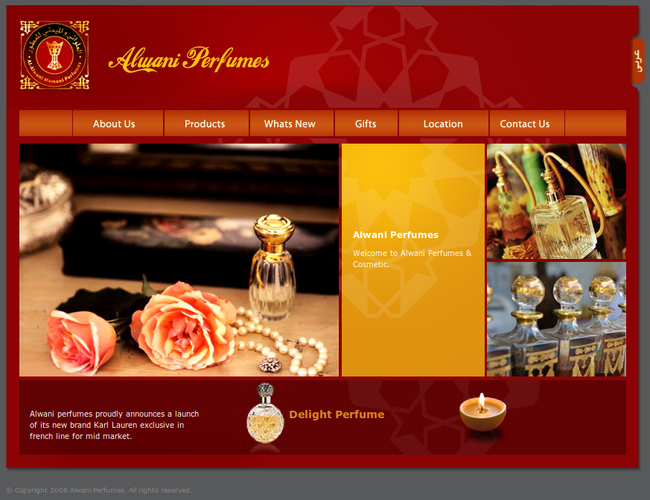 Alwani Perfumes
About Us
Products
Whats New
Gifts
Location
Contact Us
Alwani Perfumes
Welcome to Alwani Perfumes &
Cosmetic.
Alwani perfumes proudly announces a launch
of its new brand Karl Lauren exclusive in
french line for mid market.
Delight Perfume
© Copyright 2008 Alwani Perfumes. All rights reserved.